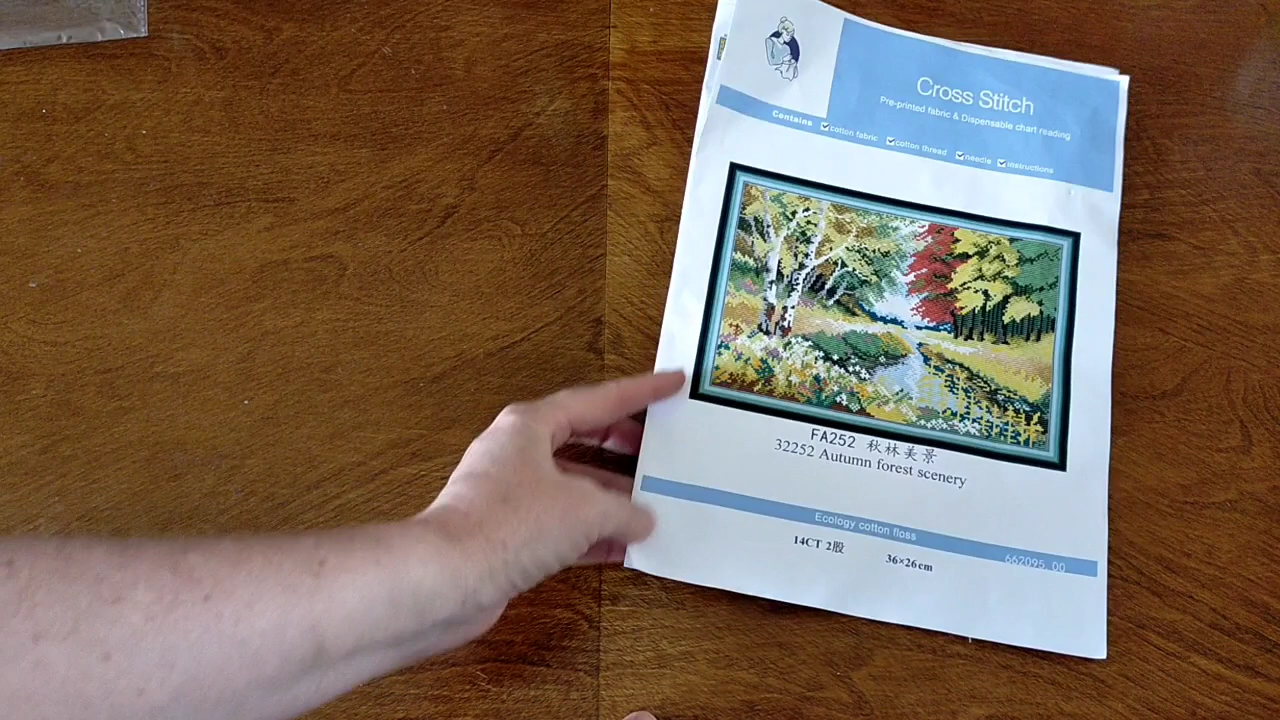 Cross Stitch
Pre-printed fabric & Dispensable chart reading
Contains cotton fabric cotton thread needle instructions
FA252 秋林美景
32252 Autumn forest scenery
Ecology cotton floss
662095.00
14CT 2股 36×26cm